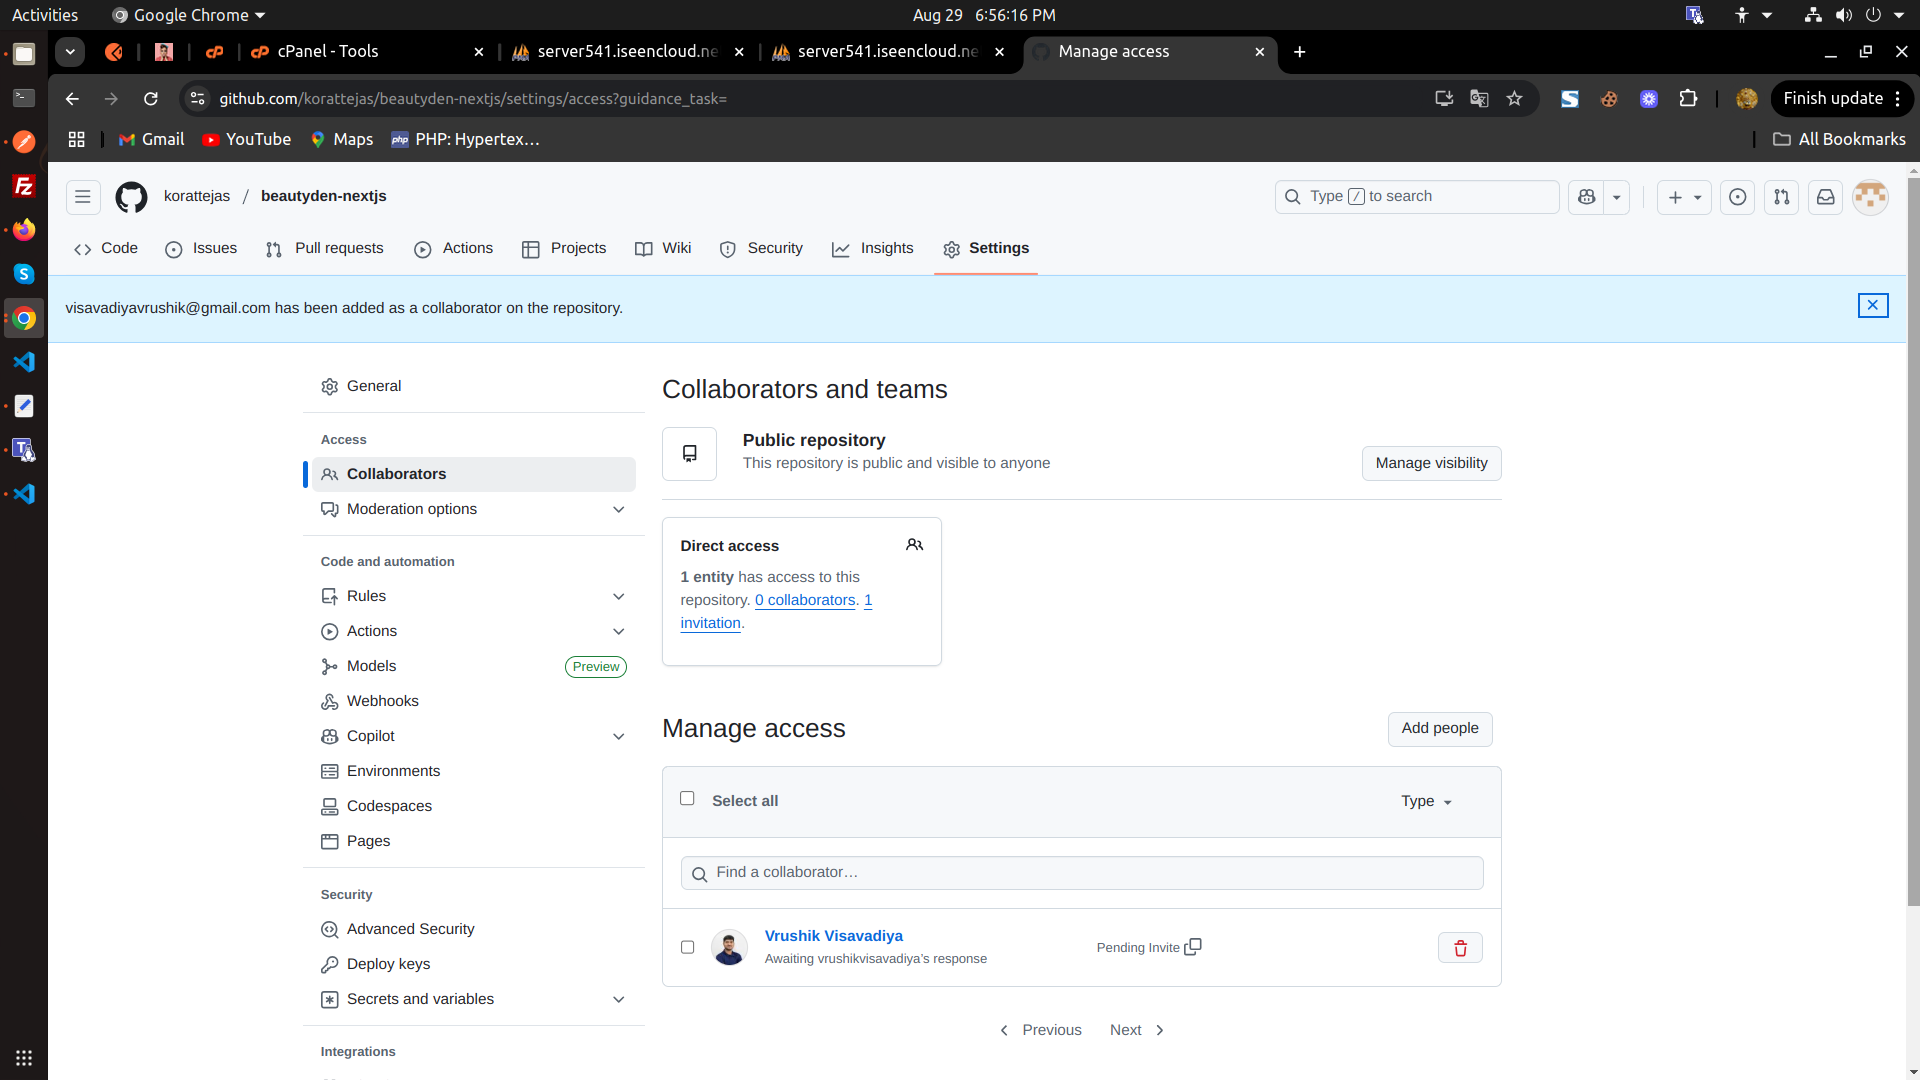 Activities
Google Chrome
Aug 29 6:56:16 PM
cPanel - Tools
server541.iseencloud.ne
server541.iseencloud.ne
Manage access
github.com/korattejas/beautyden-nextjs/settings/access?guidance_task=
Finish update
Gmail
YouTube
Maps
PHP: Hypertex…
All Bookmarks
korattejas / beautyden-nextjs
Type / to search
Code
Issues
Pull requests
Actions
Projects
Wiki
Security
Insights
Settings
visavadiyavrushik@gmail.com has been added as a collaborator on the repository.
General
Access
Collaborators
Moderation options
Code and automation
Rules
Actions
Models
Preview
Webhooks
Copilot
Environments
Codespaces
Pages
Security
Advanced Security
Deploy keys
Secrets and variables
Integrations
Collaborators and teams
Public repository
This repository is public and visible to anyone
Manage visibility
Direct access
1 entity has access to this
repository. 0 collaborators. 1
invitation.
Manage access
Add people
Select all
Type
Find a collaborator…
Vrushik Visavadiya
Awaiting vrushikvisavadiya's response
Pending Invite
Previous
Next